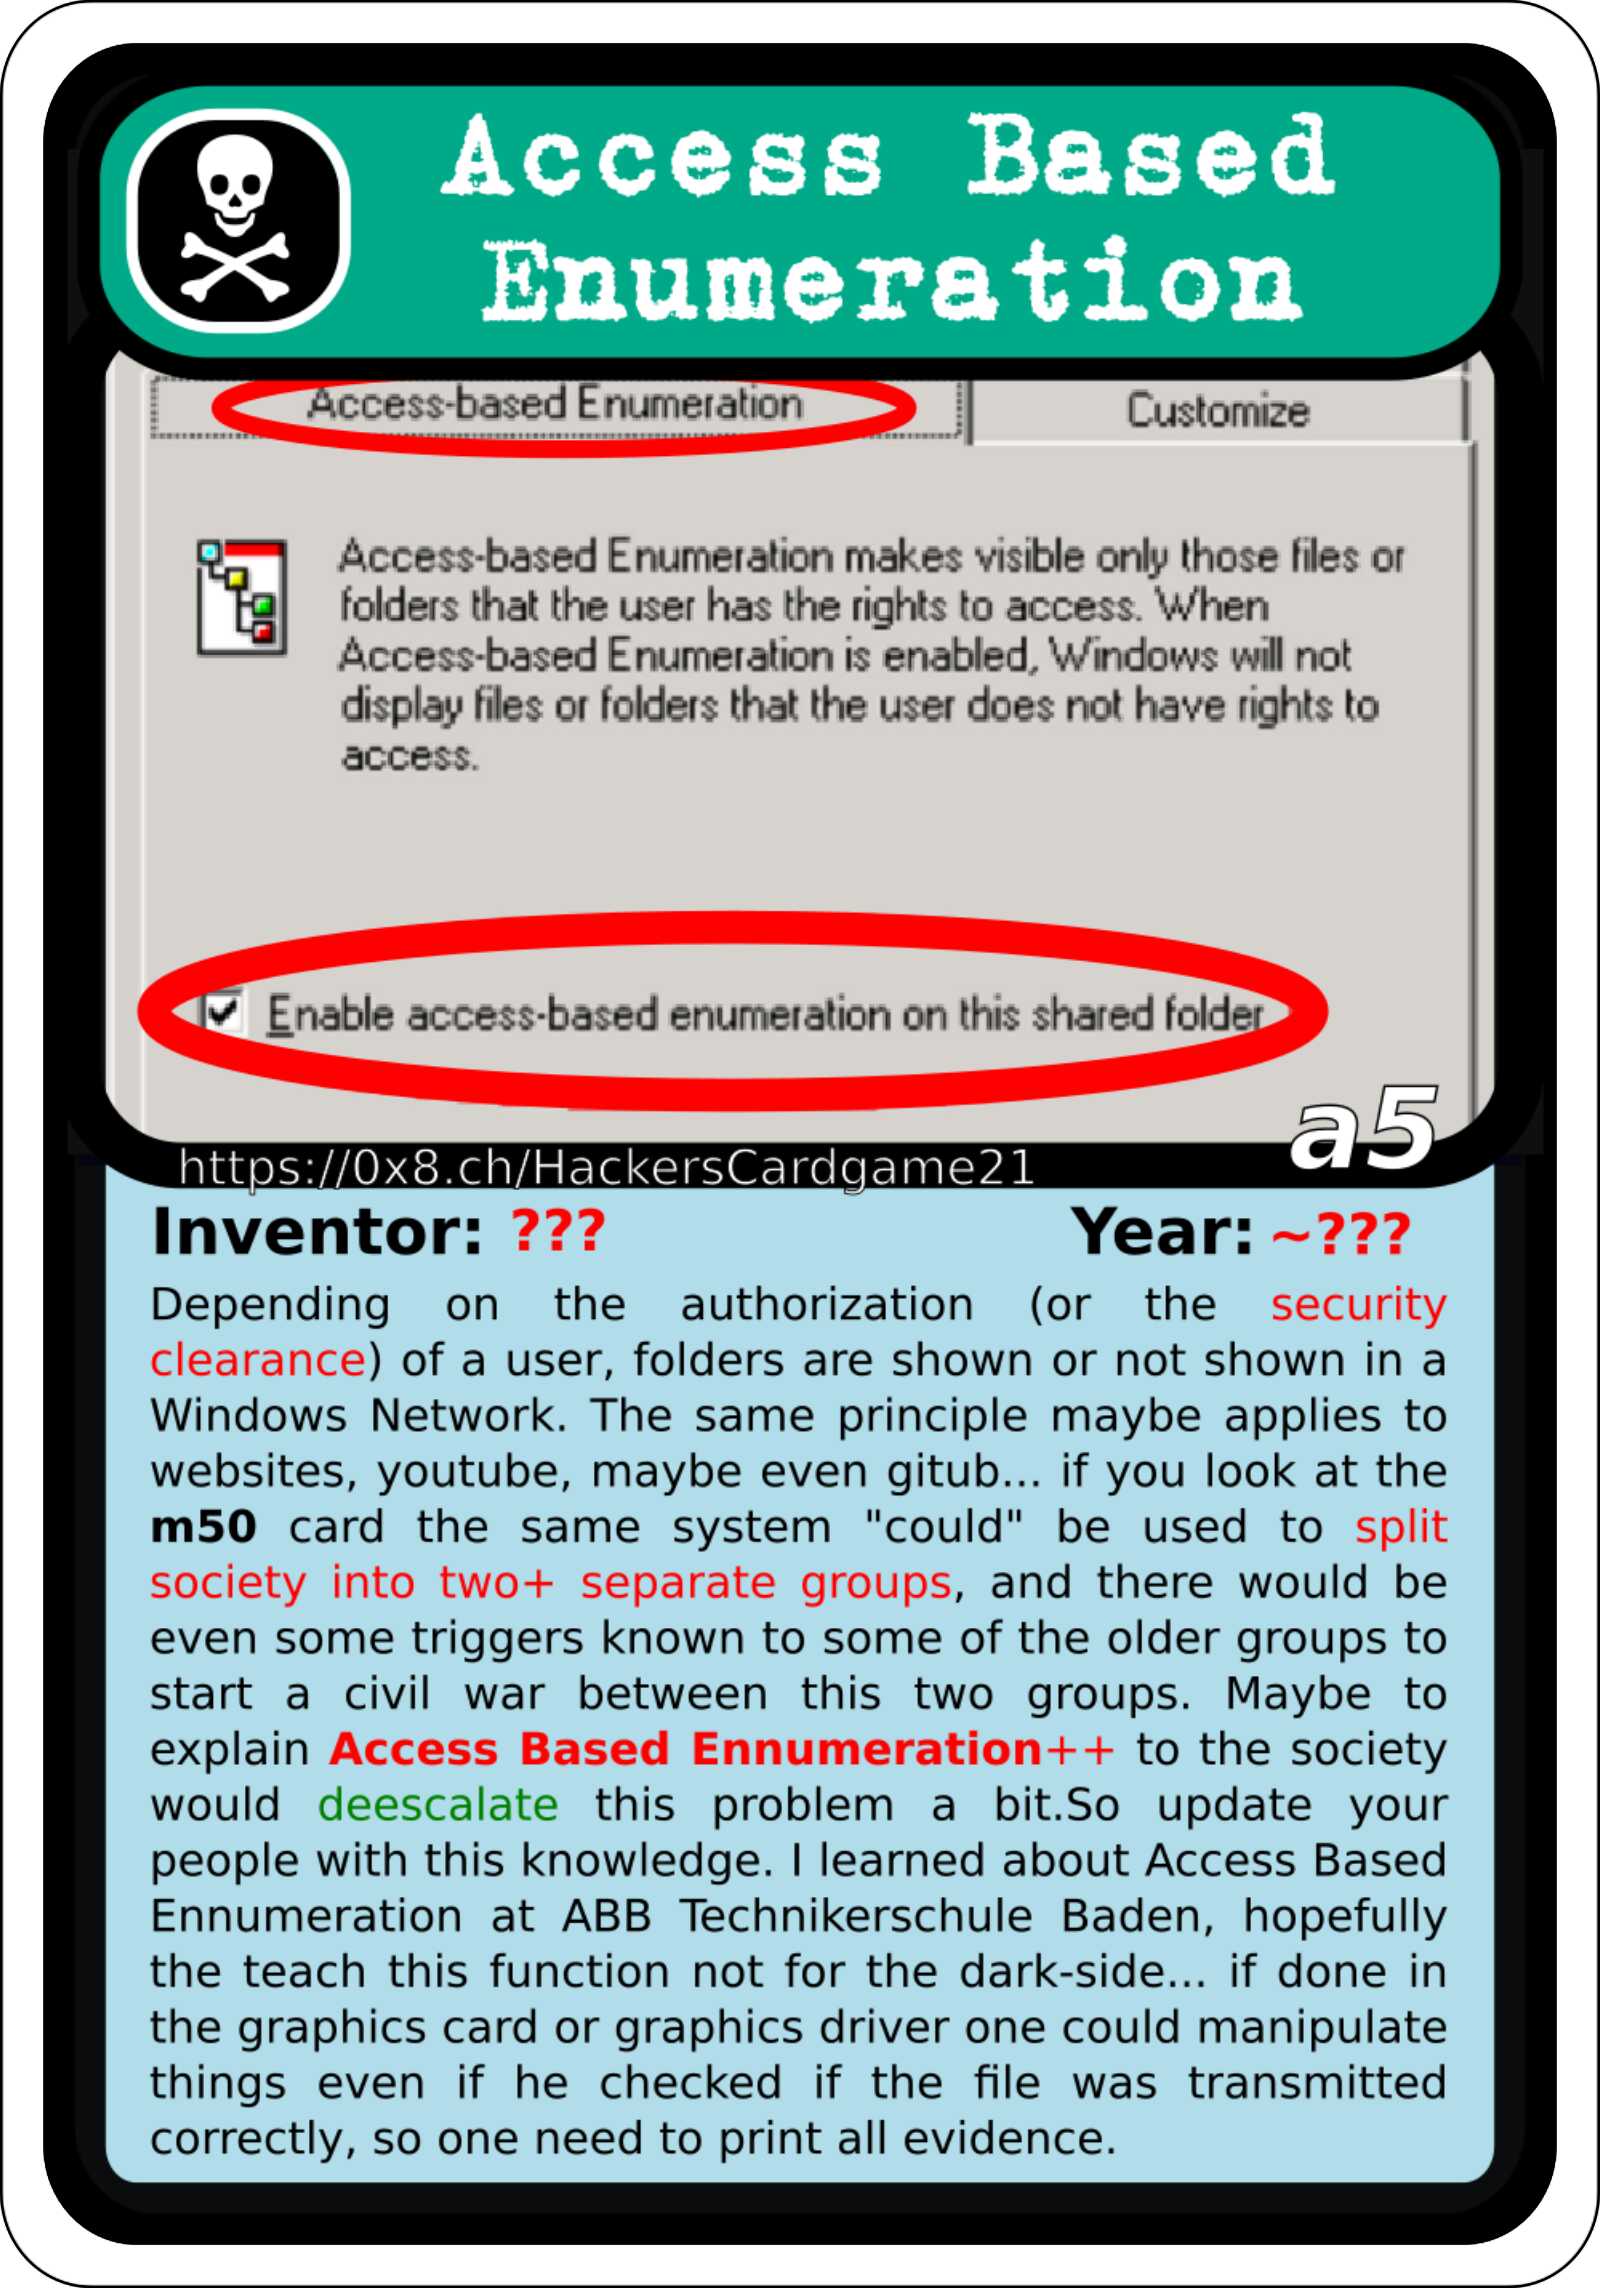 Access Based
Enumeration
Access-based Enumeration
Customize
Access-based Enumeration makes visible only those files or
folders that the user has the rights to access. When
Access-based Enumeration is enabled, Windows will not
display files or folders that the user does not have rights to
access.
Enable access-based enumeration on this shared folder
a5
https://0x8.ch/HackersCardgame21
Inventor: ??? Year: ~???
Depending on the authorization (or the security
clearance) of a user, folders are shown or not shown in a
Windows Network. The same principle maybe applies to
websites, youtube, maybe even gitub... if you look at the
m50 card the same system "could" be used to split
society into two+ separate groups, and there would be
even some triggers known to some of the older groups to
start a civil war between this two groups. Maybe to
explain Access Based Ennumeration++ to the society
would deescalate this problem a bit.So update your
people with this knowledge. I learned about Access Based
Ennumeration at ABB Technikerschule Baden, hopefully
the teach this function not for the dark-side... if done in
the graphics card or graphics driver one could manipulate
things even if he checked if the file was transmitted
correctly, so one need to print all evidence.